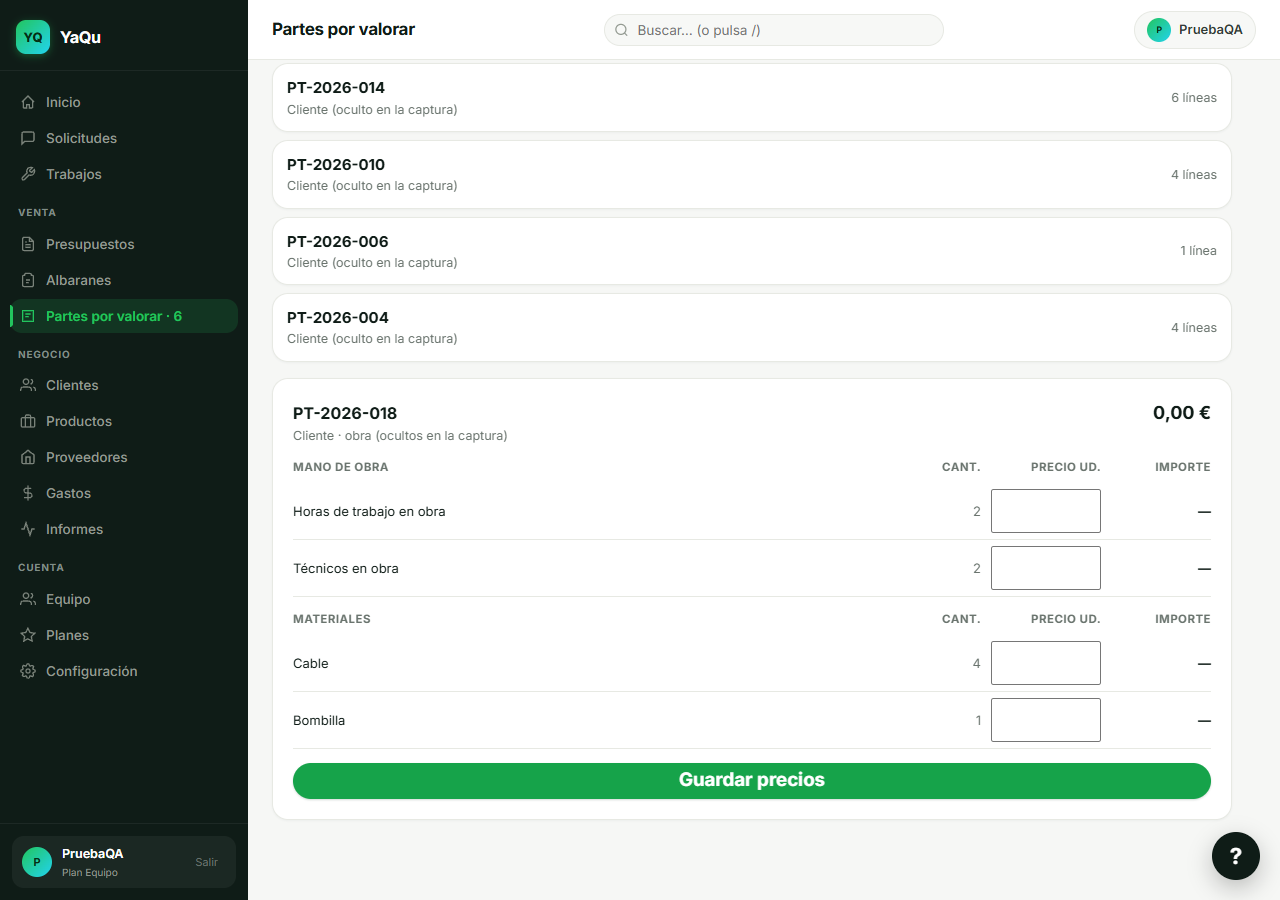 YQ YaQu
Inicio
Solicitudes
Trabajos
VENTA
Presupuestos
Albaranes
Partes por valorar · 6
NEGOCIO
Clientes
Productos
Proveedores
Gastos
Informes
CUENTA
Equipo
Planes
Configuración
P PruebaQA
Plan Equipo
Salir
Partes por valorar
Buscar... (o pulsa /)
P PruebaQA
PT-2026-014
Cliente (oculto en la captura)
6 líneas
PT-2026-010
Cliente (oculto en la captura)
4 líneas
PT-2026-006
Cliente (oculto en la captura)
1 línea
PT-2026-004
Cliente (oculto en la captura)
4 líneas
PT-2026-018 0,00 €
Cliente · obra (ocultos en la captura)
MANO DE OBRA CANT. PRECIO UD. IMPORTE
Horas de trabajo en obra 2 —
Técnicos en obra 2 —
MATERIALES CANT. PRECIO UD. IMPORTE
Cable 4 —
Bombilla 1 —
Guardar precios
?